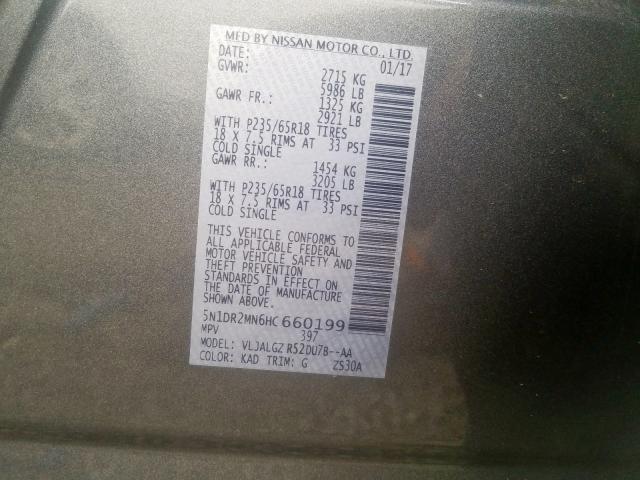 MFD BY NISSAN MOTOR CO., LTD.
DATE: 01/17
GVWR: 2715 KG
5986 LB
GAWR FR.: 1325 KG
2921 LB
WITH P235/65R18 TIRES
18 X 7.5 RIMS AT 33 PSI
COLD SINGLE
GAWR RR.: 1454 KG
3205 LB
WITH P235/65R18 TIRES
18 X 7.5 RIMS AT 33 PSI
COLD SINGLE
THIS VEHICLE CONFORMS TO
ALL APPLICABLE FEDERAL
MOTOR VEHICLE SAFETY AND
THEFT PREVENTION
STANDARDS IN EFFECT ON
THE DATE OF MANUFACTURE
SHOWN ABOVE.
5N1DR2MN6HC660199
MPV 397
MODEL: VLJALGZ R52DU7B--AA
COLOR: KAD TRIM: G ZS30A